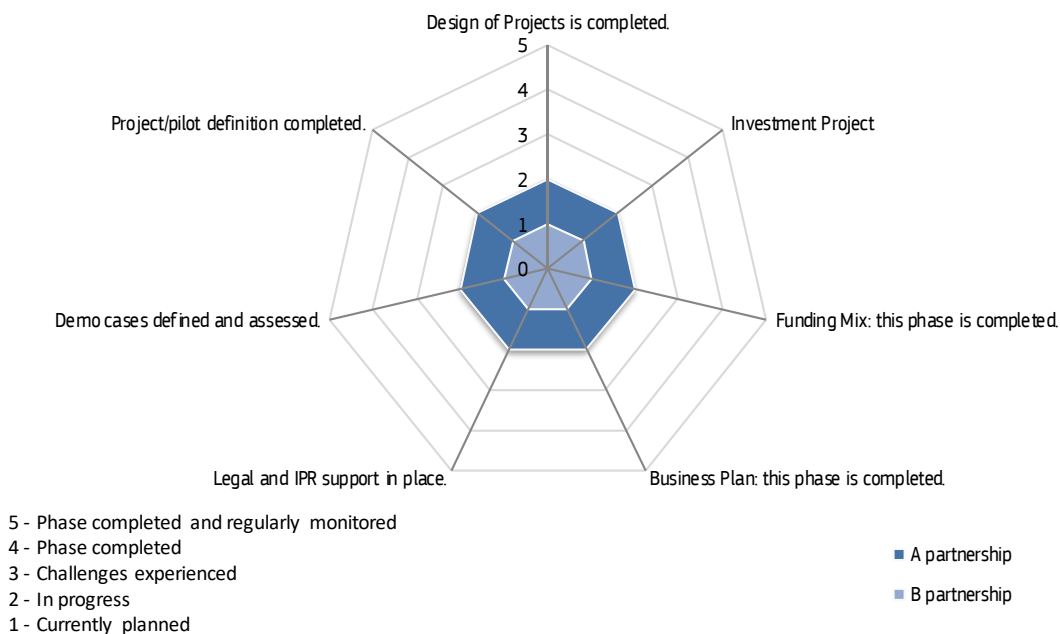 Design of Projects is completed.
5
4
3
2
1
0
Project/pilot definition completed.
Investment Project
Demo cases defined and assessed.
Funding Mix: this phase is completed.
Legal and IPR support in place.
Business Plan: this phase is completed.
5 - Phase completed and regularly monitored
4 - Phase completed
3 - Challenges experienced
2 - In progress
1 - Currently planned
A partnership
B partnership